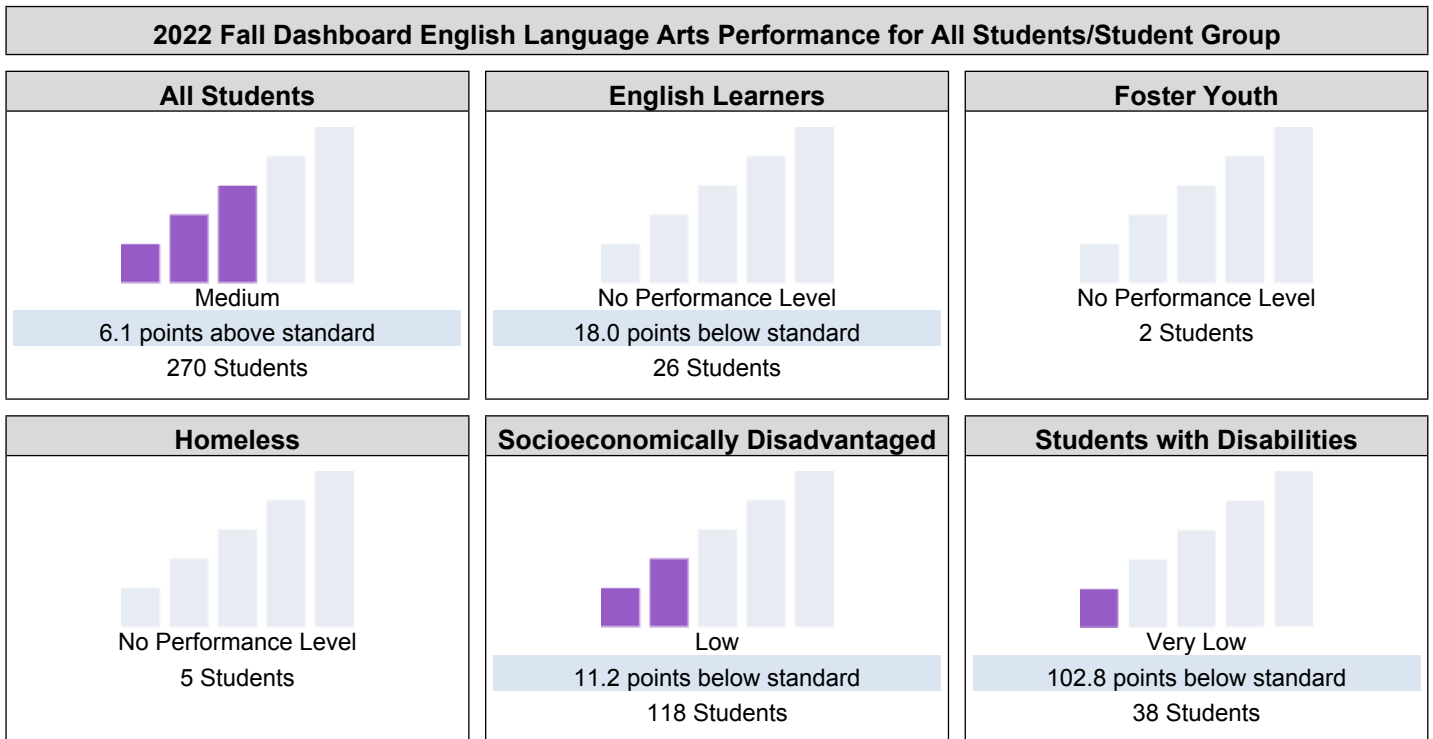 2022 Fall Dashboard English Language Arts Performance for All Students/Student Group
All Students
Medium
6.1 points above standard
270 Students
English Learners
No Performance Level
18.0 points below standard
26 Students
Foster Youth
No Performance Level
2 Students
Homeless
No Performance Level
5 Students
Socioeconomically Disadvantaged
Low
11.2 points below standard
118 Students
Students with Disabilities
Very Low
102.8 points below standard
38 Students